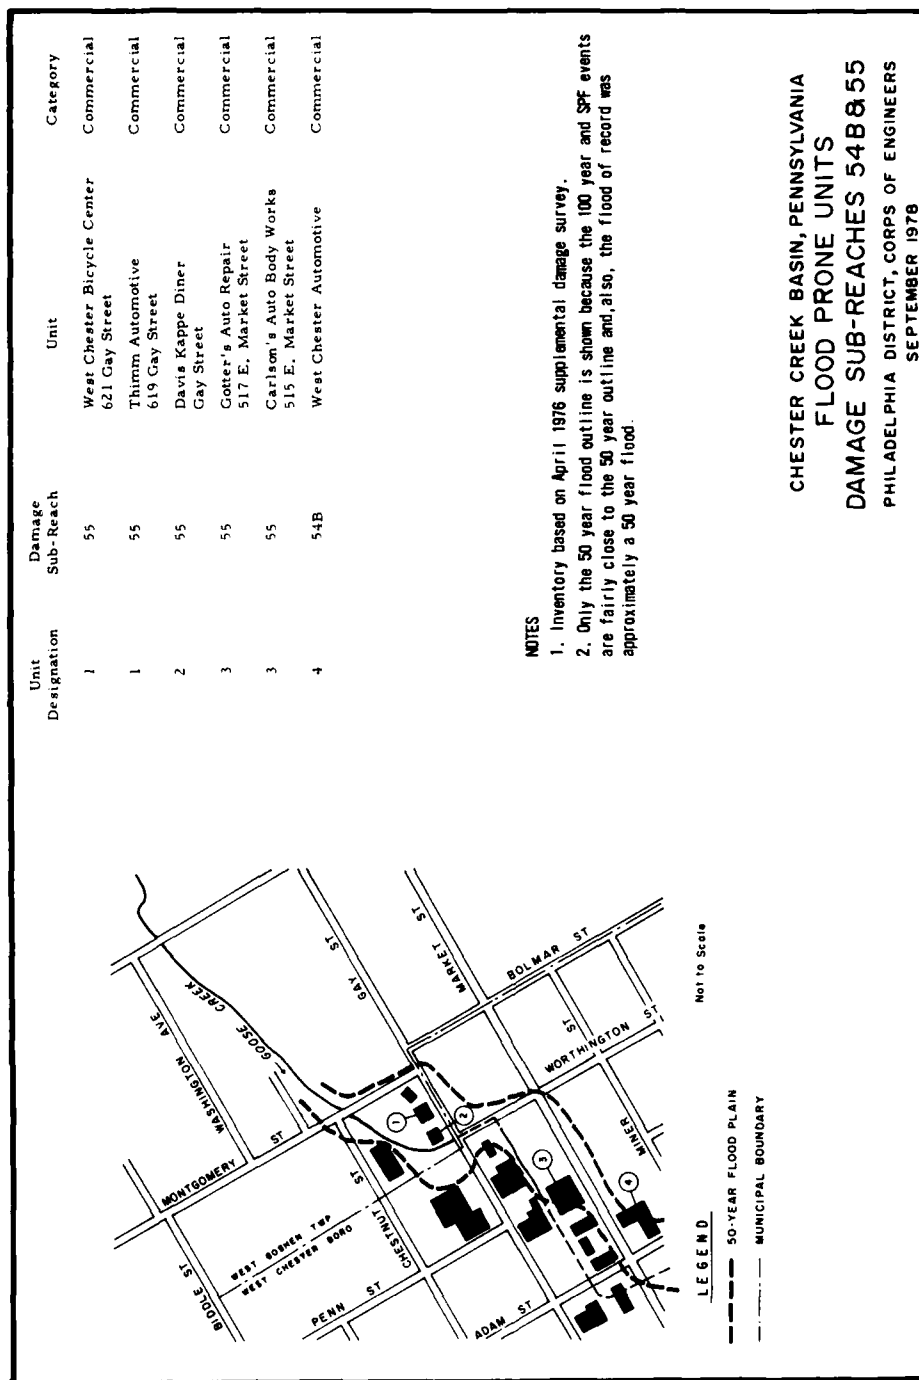 Unit Designation Damage Sub-Reach Unit Category
1 55 West Chester Bicycle Center Commercial
621 Gay Street
1 55 Thimm Automotive Commercial
619 Gay Street
2 55 Davis Kappe Diner Commercial
Gay Street
3 55 Gotter's Auto Repair Commercial
517 E. Market Street
3 55 Carlson's Auto Body Works Commercial
515 E. Market Street
4 54B West Chester Automotive Commercial
NOTES
1. Inventory based on April 1976 supplemental damage survey.
2. Only the 50 year flood outline is shown because the 100 year and SPF events
are fairly close to the 50 year outline and, also, the flood of record was
approximately a 50 year flood.
BIDDLE ST
WASHINGTON AVE
MONTGOMERY ST
GOOSE CREEK
WEST GOSHEN TWP
WEST CHESTER BORO
CHESTNUT ST
PENN ST
GAY ST
MARKET ST
ADAM ST
BOLMAR ST
WORTHINGTON ST
MINER ST
1
2
3
4
Not to Scale
LEGEND
50-YEAR FLOOD PLAIN
MUNICIPAL BOUNDARY
CHESTER CREEK BASIN, PENNSYLVANIA
FLOOD PRONE UNITS
DAMAGE SUB-REACHES 54B & 55
PHILADELPHIA DISTRICT, CORPS OF ENGINEERS
SEPTEMBER 1978